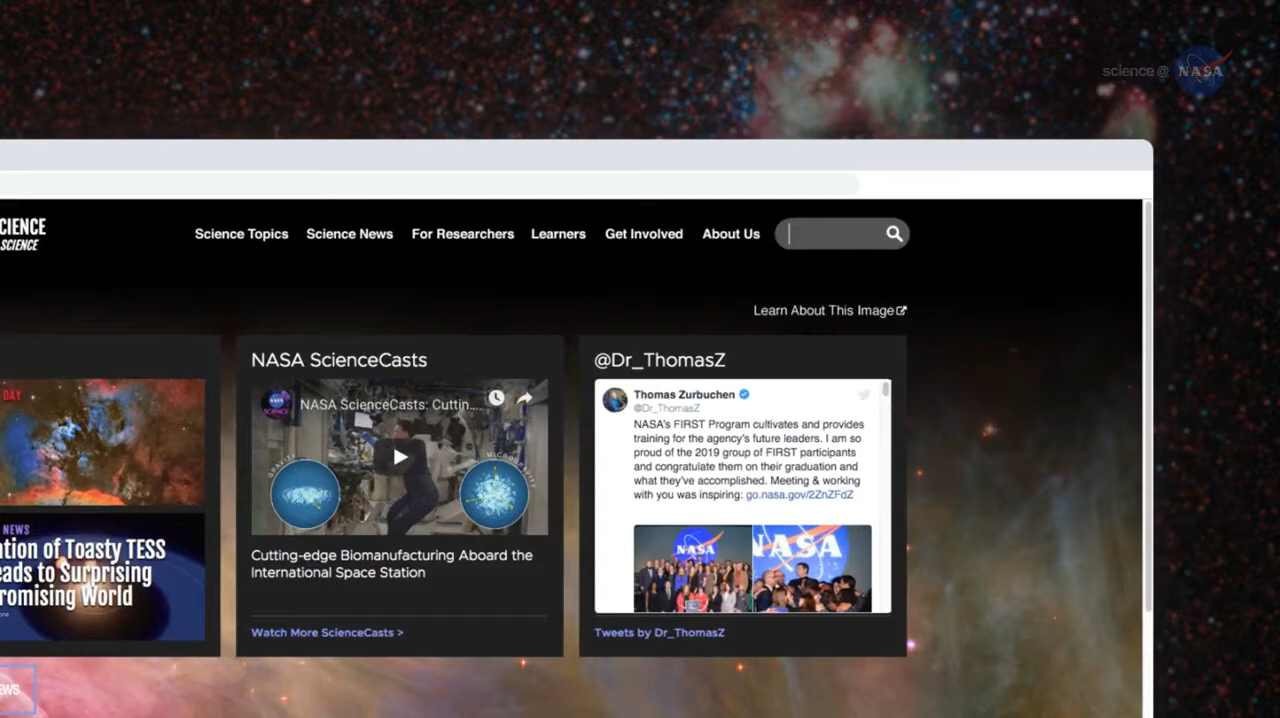 science @ NASA
CIENCE
SCIENCE
Science Topics
Science News
For Researchers
Learners
Get Involved
About Us
Learn About This Image
DAY
NEWS
tion of Toasty TESS
eads to Surprising
romising World
EWS
NASA ScienceCasts
NASA ScienceCasts: Cuttin...
GRAVITY
MICROGRAVITY
Cutting-edge Biomanufacturing Aboard the
International Space Station
Watch More ScienceCasts >
@Dr_ThomasZ
Thomas Zurbuchen
@Dr_ThomasZ
NASA's FIRST Program cultivates and provides
training for the agency's future leaders. I am so
proud of the 2019 group of FIRST participants
and congratulate them on their graduation and
what they've accomplished. Meeting & working
with you was inspiring: go.nasa.gov/2ZnZFdZ
NASA
NASA
Tweets by Dr_ThomasZ